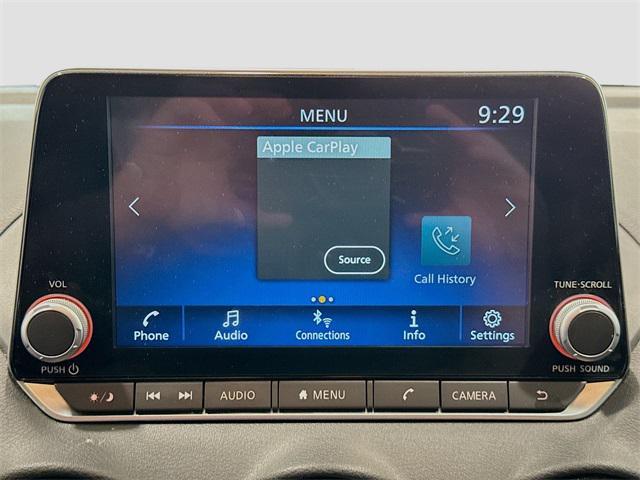 MENU 9:29
Apple CarPlay
Source
Call History
Phone Audio Connections Info Settings
VOL
PUSH
TUNE·SCROLL
PUSH SOUND
AUDIO MENU CAMERA